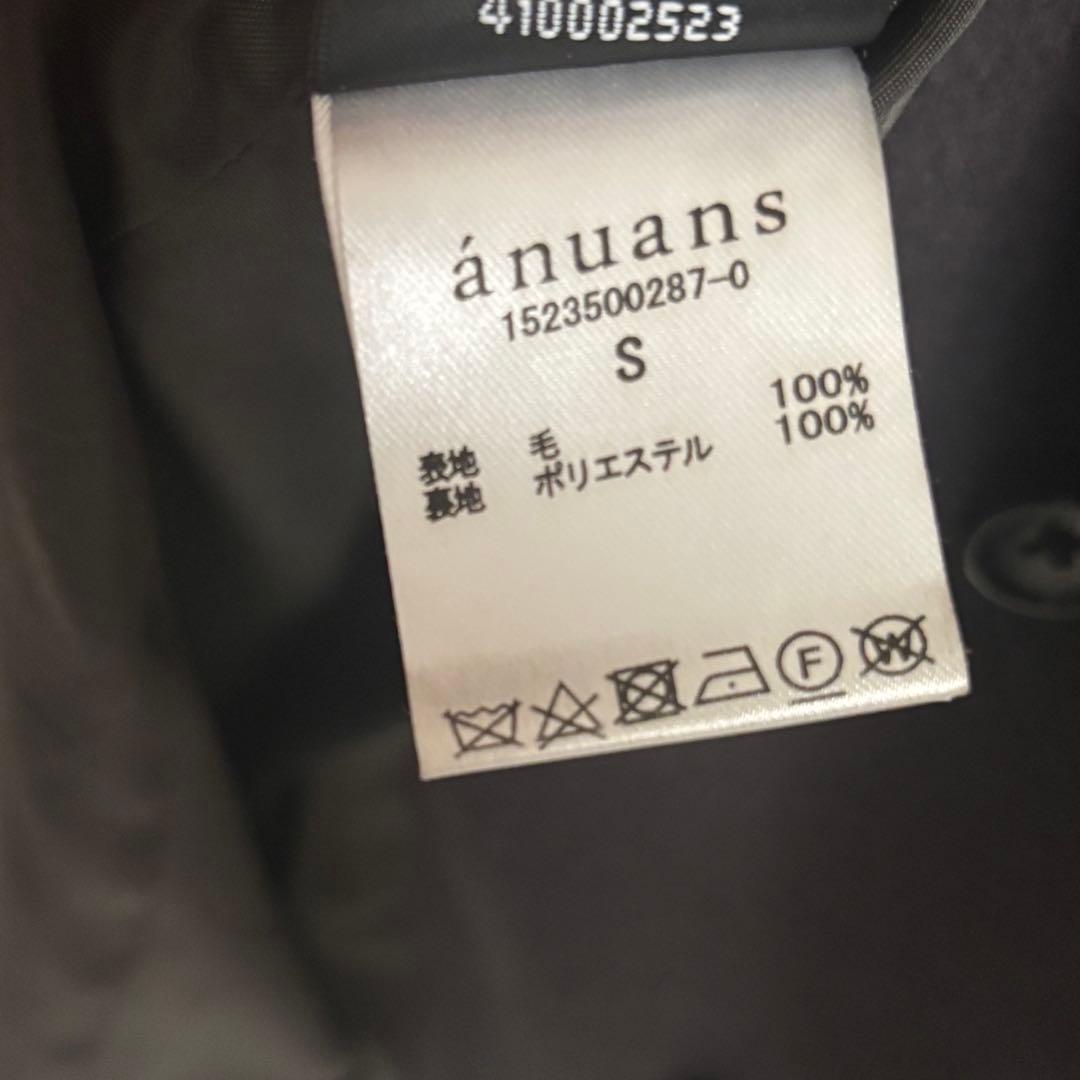 410002523
ánuans
1523500287-0
S
表地 毛 100%
裏地 ポリエステル 100%
F W